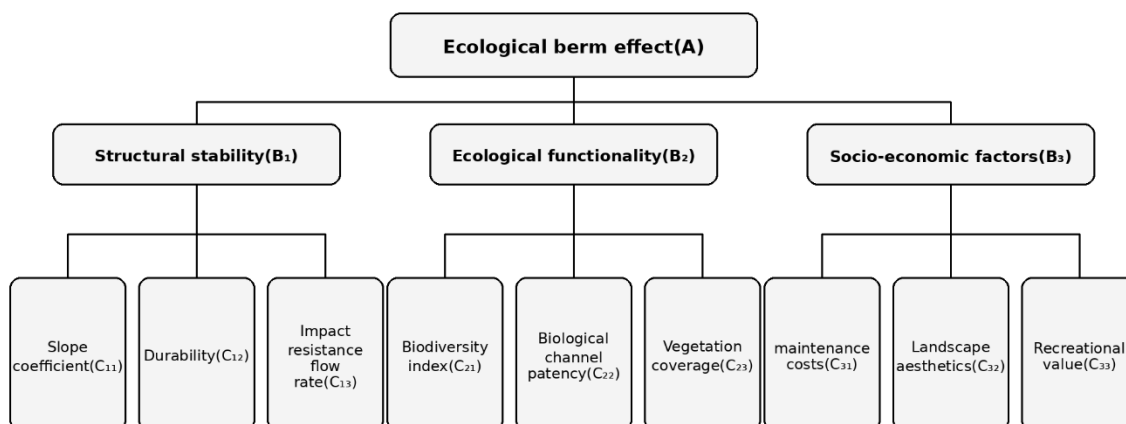 Ecological berm effect(A)
Structural stability(B₁)
Ecological functionality(B₂)
Socio-economic factors(B₃)
Slope
coefficient(C₁₁)
Durability(C₁₂)
Impact
resistance
flow
rate(C₁₃)
Biodiversity
index(C₂₁)
Biological
channel
patency(C₂₂)
Vegetation
coverage(C₂₃)
maintenance
costs(C₃₁)
Landscape
aesthetics(C₃₂)
Recreational
value(C₃₃)